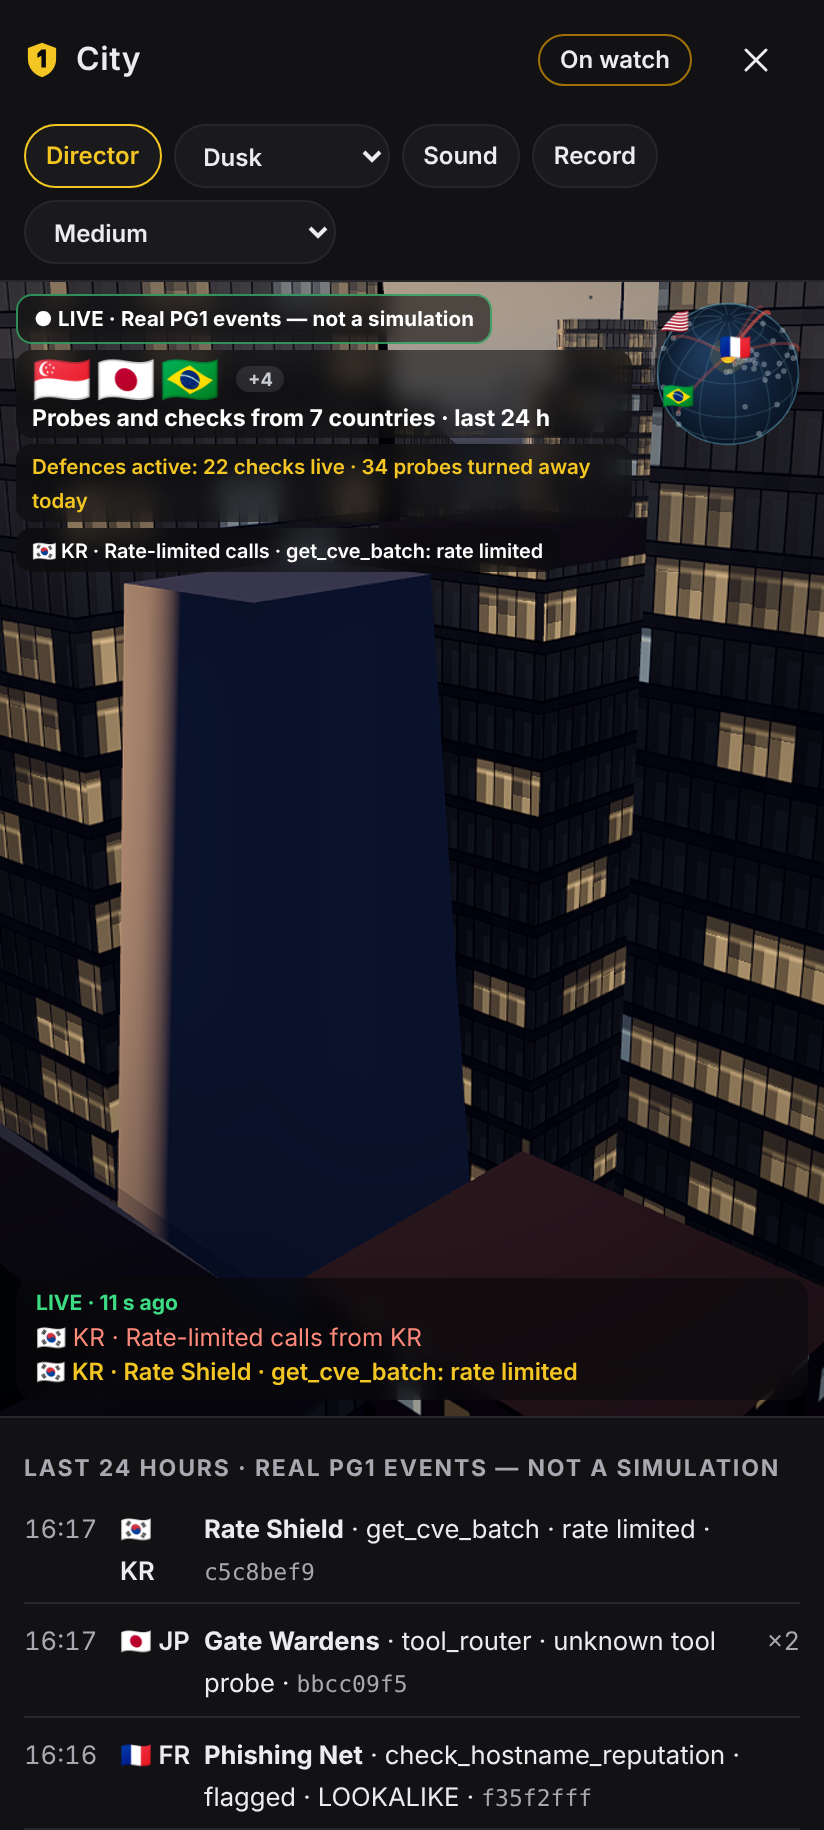 1 City
On watch
Director
Dusk
Sound
Record
Medium
LIVE · Real PG1 events — not a simulation
+4
Probes and checks from 7 countries · last 24 h
Defences active: 22 checks live · 34 probes turned away
today
🇰🇷 KR · Rate-limited calls · get_cve_batch: rate limited
LIVE · 11 s ago
🇰🇷 KR · Rate-limited calls from KR
🇰🇷 KR · Rate Shield · get_cve_batch: rate limited
LAST 24 HOURS · REAL PG1 EVENTS — NOT A SIMULATION
16:17 🇰🇷 KR Rate Shield · get_cve_batch · rate limited ·
c5c8bef9
16:17 🇯🇵 JP Gate Wardens · tool_router · unknown tool ×2
probe · bbcc09f5
16:16 🇫🇷 FR Phishing Net · check_hostname_reputation ·
flagged · LOOKALIKE · f35f2fff